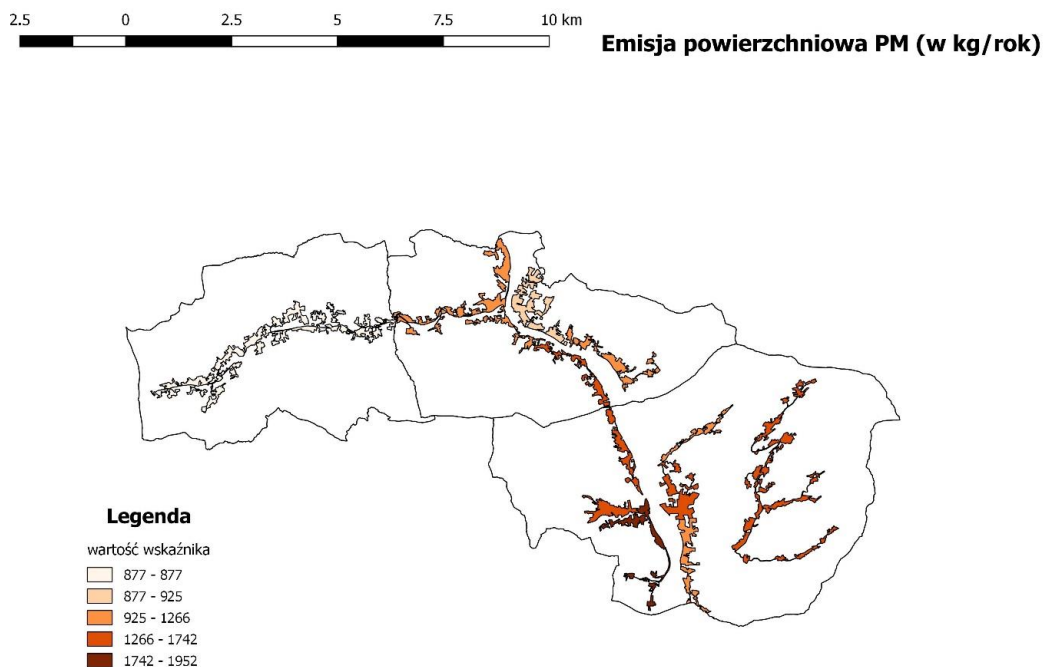 2.5 0 2.5 5 7.5 10 km
Emisja powierzchniowa PM (w kg/rok)
Legenda
wartość wskaźnika
877 - 877
877 - 925
925 - 1266
1266 - 1742
1742 - 1952